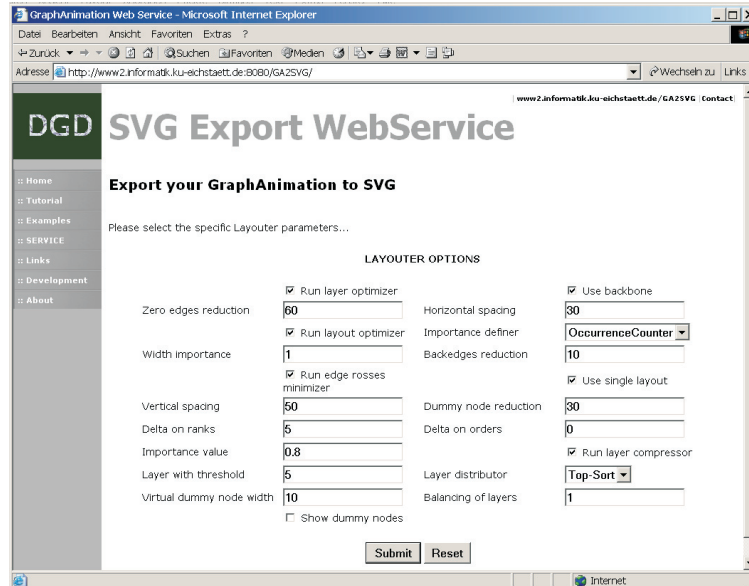 GraphAnimation Web Service - Microsoft Internet Explorer
Datei Bearbeiten Ansicht Favoriten Extras ?
Zurück Suchen Favoriten Medien
Adresse http://www2.informatik.ku-eichstaett.de:8080/GA2SVG/ Wechseln zu Links
| www2.informatik.ku-eichstaett.de/GA2SVG |Contact|
DGD SVG Export WebService
:: Home
:: Tutorial
:: Examples
:: SERVICE
:: Links
:: Development
:: About
Export your GraphAnimation to SVG
Please select the specific Layouter parameters...
LAYOUTER OPTIONS
Run layer optimizer Use backbone
Zero edges reduction 60 Horizontal spacing 30
Run layout optimizer Importance definer OccurrenceCounter
Width importance 1 Backedges reduction 10
Run edge rosses
minimizer Use single layout
Vertical spacing 50 Dummy node reduction 30
Delta on ranks 5 Delta on orders 0
Importance value 0.8 Run layer compressor
Layer with threshold 5 Layer distributor Top-Sort
Virtual dummy node width 10 Balancing of layers 1
Show dummy nodes
Submit Reset
Internet